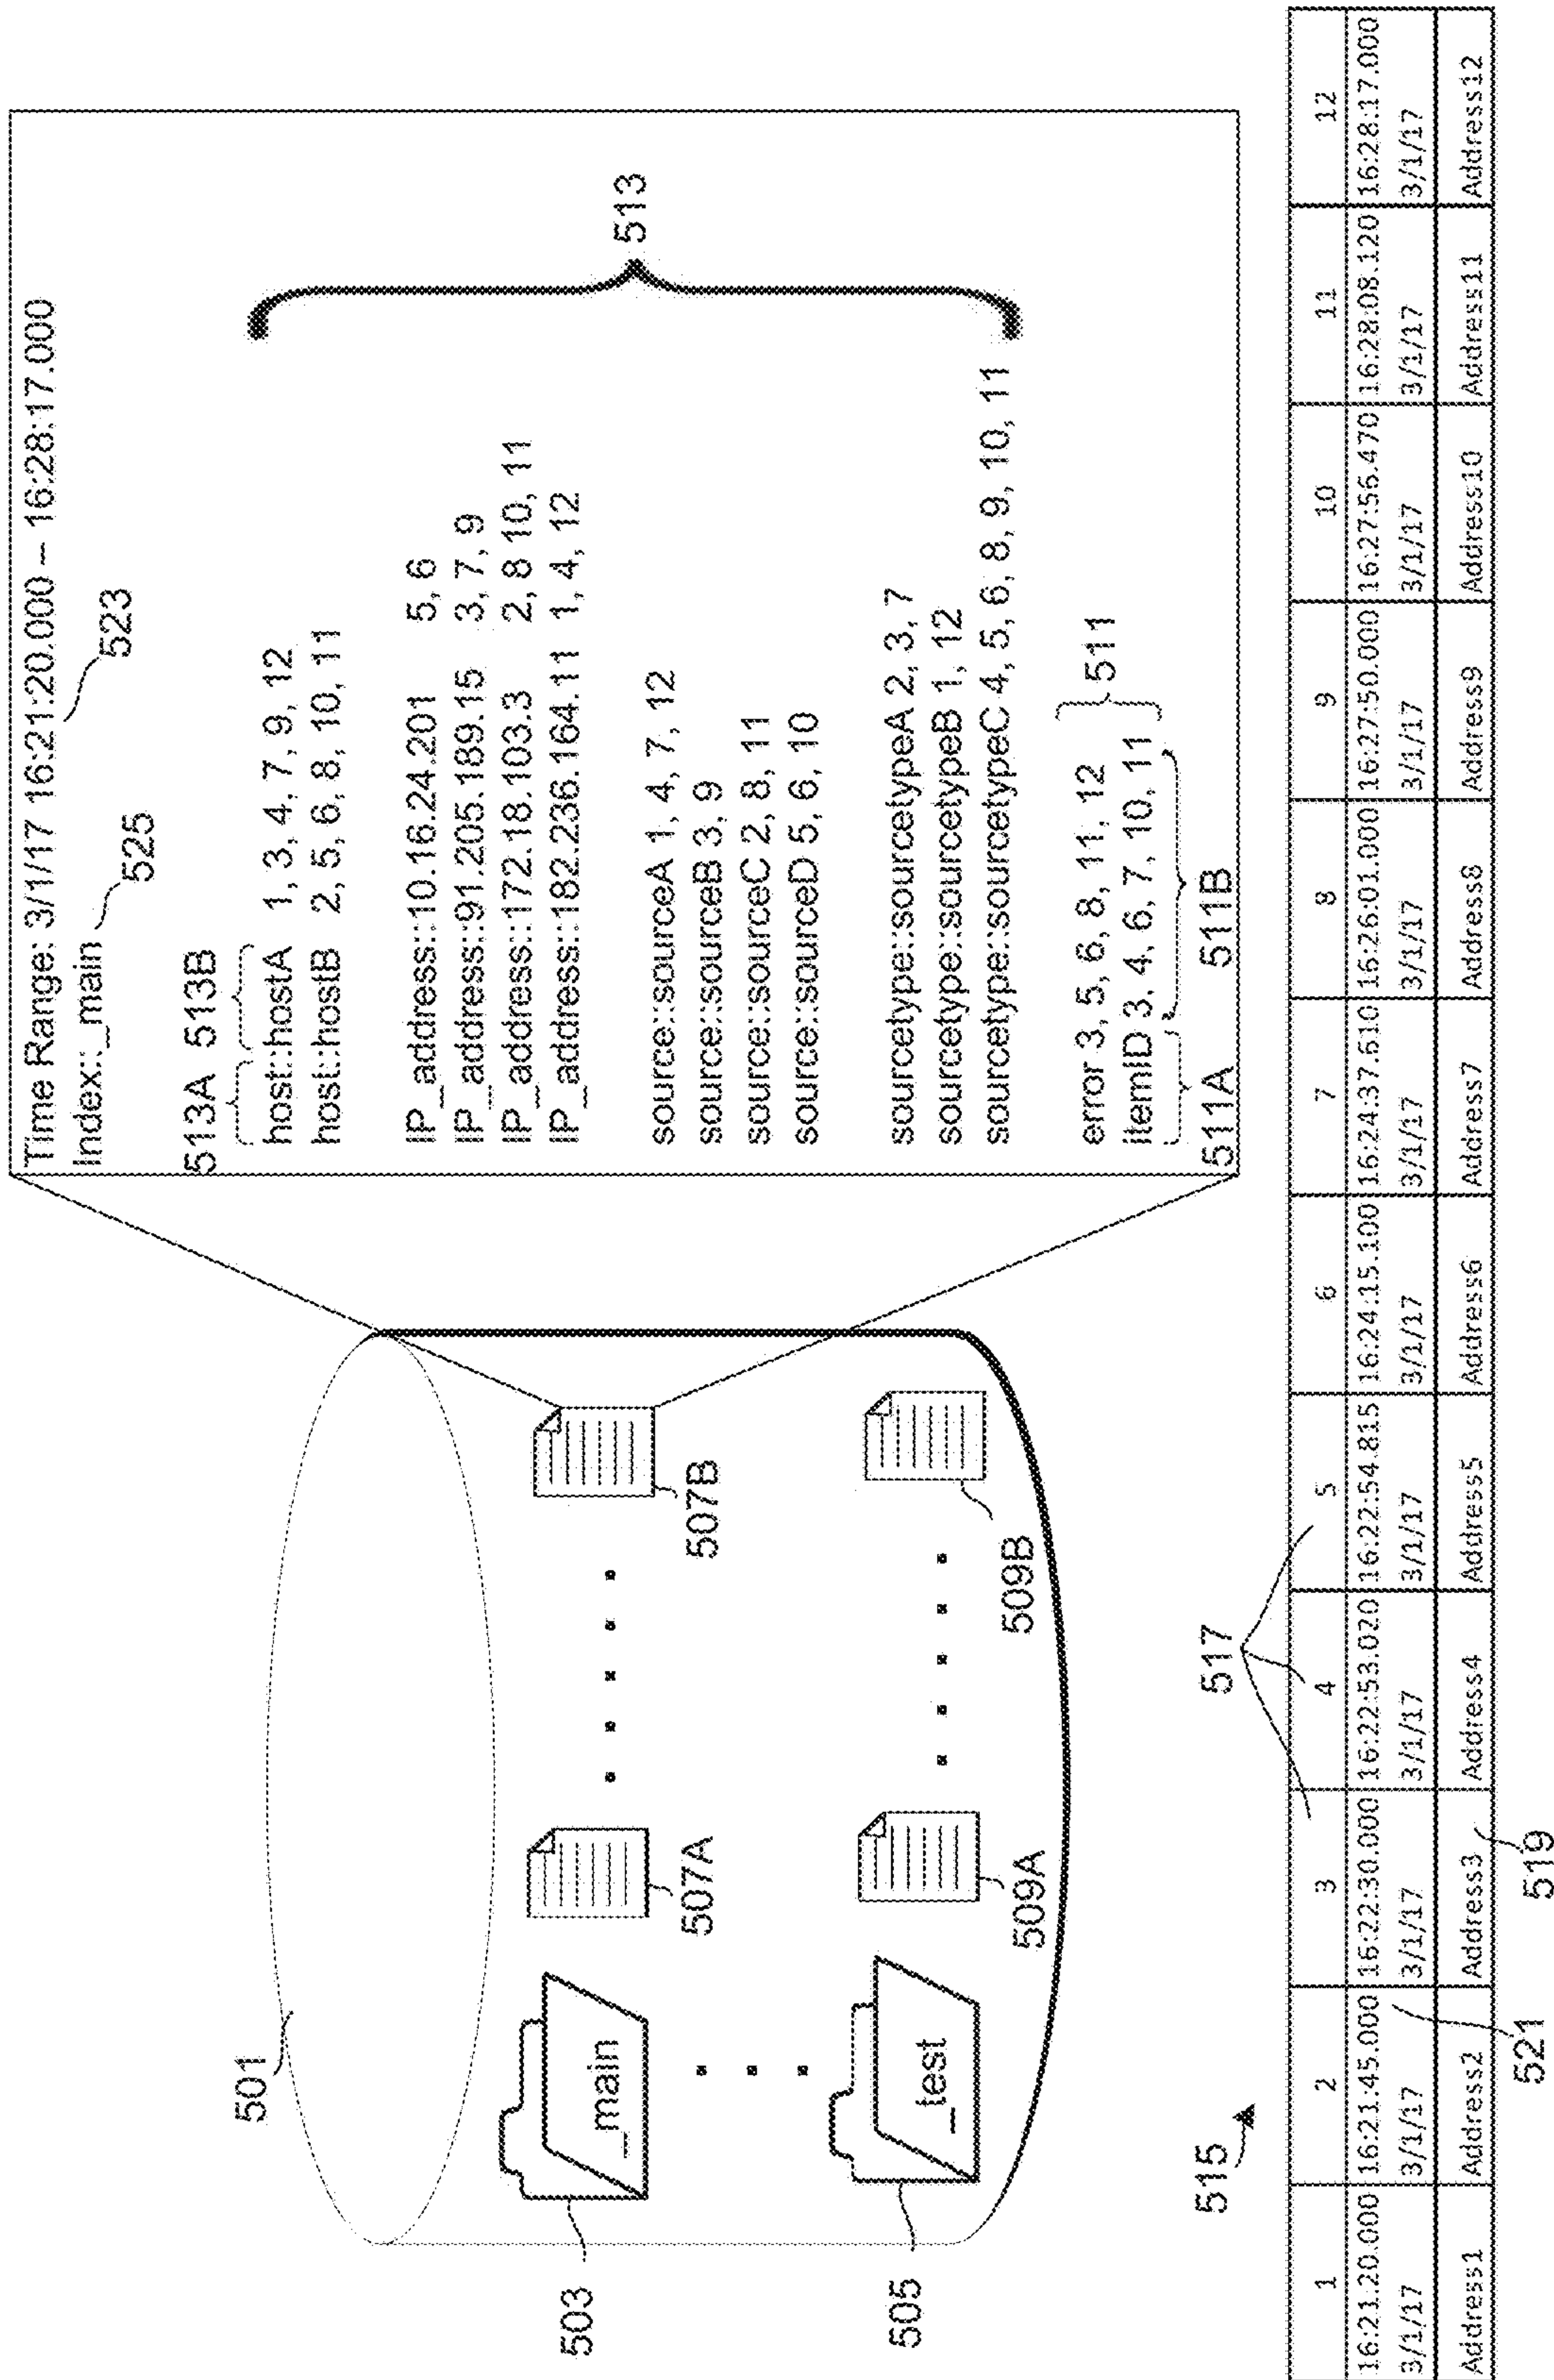 Time Range: 3/1/17 16:21:20.000 – 16:28:17.000
523
Index::_main
525
513A 513B
host::hostA 1, 3, 4, 7, 9, 12
host::hostB 2, 5, 6, 8, 10, 11
IP_address::10.16.24.201 5, 6
IP_address::91.205.189.15 3, 7, 9
IP_address::172.18.103.3 2, 8 10, 11
IP_address::182.236.164.11 1, 4, 12
source::sourceA 1, 4, 7, 12
source::sourceB 3, 9
source::sourceC 2, 8, 11
source::sourceD 5, 6, 10
sourcetype::sourcetypeA 2, 3, 7
sourcetype::sourcetypeB 1, 12
sourcetype::sourcetypeC 4, 5, 6, 8, 9, 10, 11
513
error 3, 5, 6, 8, 11, 12
itemID 3, 4, 6, 7, 10, 11
511
511A 511B
501
503
_main
507A
507B
505
_test
509A
509B
515
517
1 2 3 4 5 6 7 8 9 10 11 12
16:21:20.000 16:21:45.000 16:22:30.000 16:22:53.020 16:22:54.815 16:24:15.100 16:24:37.610 16:26:01.000 16:27:50.000 16:27:56.470 16:28:08.120 16:28:17.000
3/1/17 3/1/17 3/1/17 3/1/17 3/1/17 3/1/17 3/1/17 3/1/17 3/1/17 3/1/17 3/1/17 3/1/17
Address1 Address2 Address3 Address4 Address5 Address6 Address7 Address8 Address9 Address10 Address11 Address12
521
519